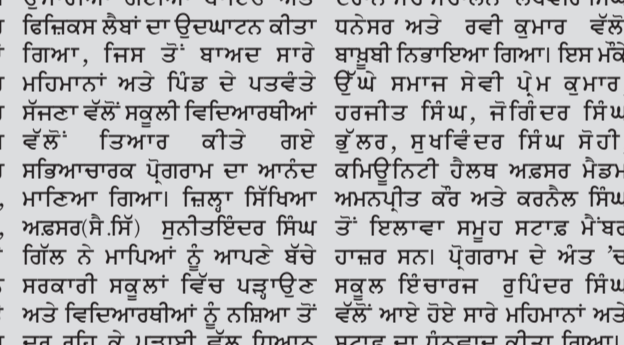 ਫਿਜ਼ਿਕਸ ਲੈਬਾਂ ਦਾ ਉਦਘਾਟਨ ਕੀਤਾ
ਗਿਆ, ਜਿਸ ਤੋਂ ਬਾਅਦ ਸਾਰੇ
ਮਹਿਮਾਨਾਂ ਅਤੇ ਪਿੰਡ ਦੇ ਪਤਵੰਤੇ
ਸੱਜਣਾ ਵੱਲੋਂ ਸਕੂਲੀ ਵਿਦਿਆਰਥੀਆਂ
ਵੱਲੋਂ ਤਿਆਰ ਕੀਤੇ ਗਏ
ਸਭਿਆਚਾਰਕ ਪ੍ਰੋਗਰਾਮ ਦਾ ਆਨੰਦ
ਮਾਣਿਆ ਗਿਆ। ਜ਼ਿਲ੍ਹਾ ਸਿੱਖਿਆ
ਅਫ਼ਸਰ(ਸੈ.ਸਿੱ) ਸੁਨੀਤਇੰਦਰ ਸਿੰਘ
ਗਿੱਲ ਨੇ ਮਾਪਿਆਂ ਨੂੰ ਆਪਣੇ ਬੱਚੇ
ਸਰਕਾਰੀ ਸਕੂਲਾਂ ਵਿੱਚ ਪੜ੍ਹਾਉਣ
ਅਤੇ ਵਿਦਿਆਰਥੀਆਂ ਨੂੰ ਨਸ਼ਿਆ ਤੋਂ
ਧਨੇਸਰ ਅਤੇ ਰਵੀ ਕੁਮਾਰ ਵੱਲੋਂ
ਬਾਖੂਬੀ ਨਿਭਾਇਆ ਗਿਆ। ਇਸ ਮੌਕੇ
ਉੱਘੇ ਸਮਾਜ ਸੇਵੀ ਪ੍ਰੇਮ ਕੁਮਾਰ
ਹਰਜੀਤ ਸਿੰਘ, ਜੋਗਿੰਦਰ ਸਿੰਘ
ਭੁੱਲਰ, ਸੁਖਵਿੰਦਰ ਸਿੰਘ ਸੋਹੀ
ਕਮਿਊਨਿਟੀ ਹੈਲਥ ਅਫ਼ਸਰ ਮੈਡਮ
ਅਮਨਪ੍ਰੀਤ ਕੌਰ ਅਤੇ ਕਰਨੈਲ ਸਿੰਘ
ਤੋਂ ਇਲਾਵਾ ਸਮੂਹ ਸਟਾਫ਼ ਮੈਂਬਰ
ਹਾਜ਼ਰ ਸਨ। ਪ੍ਰੋਗਰਾਮ ਦੇ ਅੰਤ 'ਚ
ਸਕੂਲ ਇੰਚਾਰਜ ਰੁਪਿੰਦਰ ਸਿੰਘ
ਵੱਲੋਂ ਆਏ ਹੋਏ ਸਾਰੇ ਮਹਿਮਾਨਾਂ ਅਤੇ
ਸਟਾਫ਼ ਦਾ ਧੰਨਵਾਦ ਕੀਤਾ ਗਿਆ।